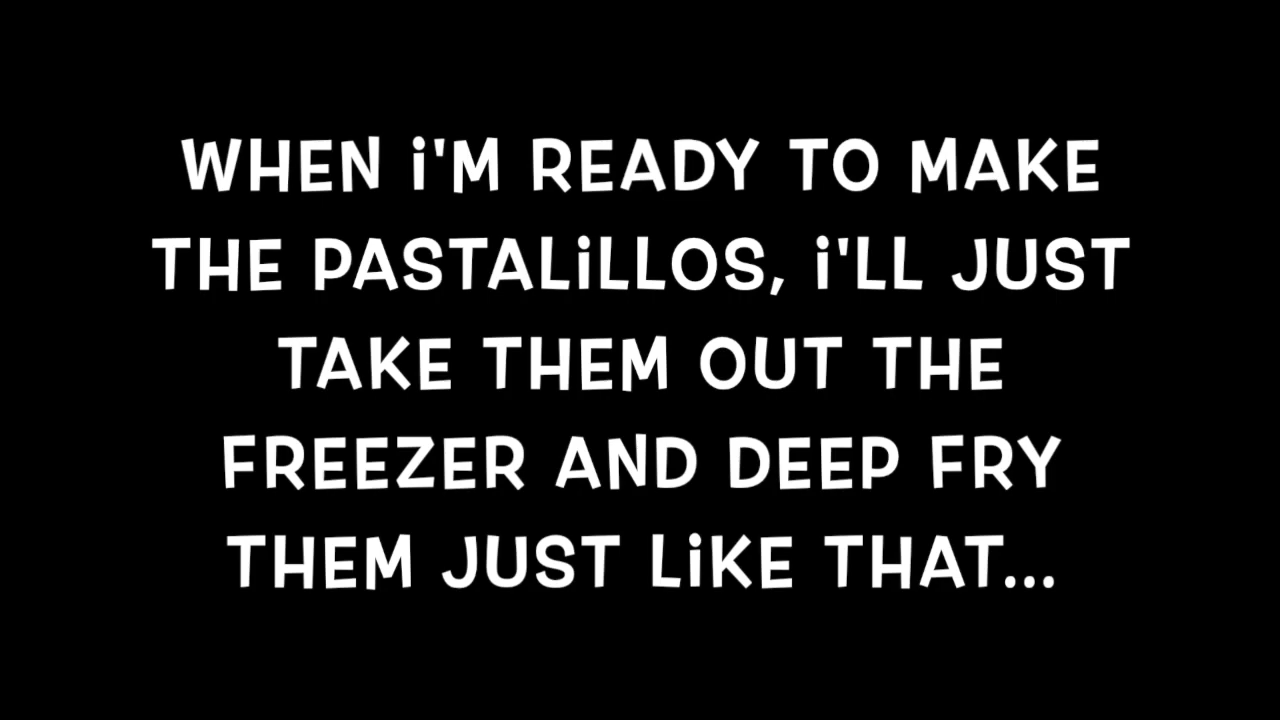 WHEN i'M READY TO MAKE
THE PASTALiLLOS, i'LL JUST
TAKE THEM OUT THE
FREEZER AND DEEP FRY
THEM JUST LiKE THAT...